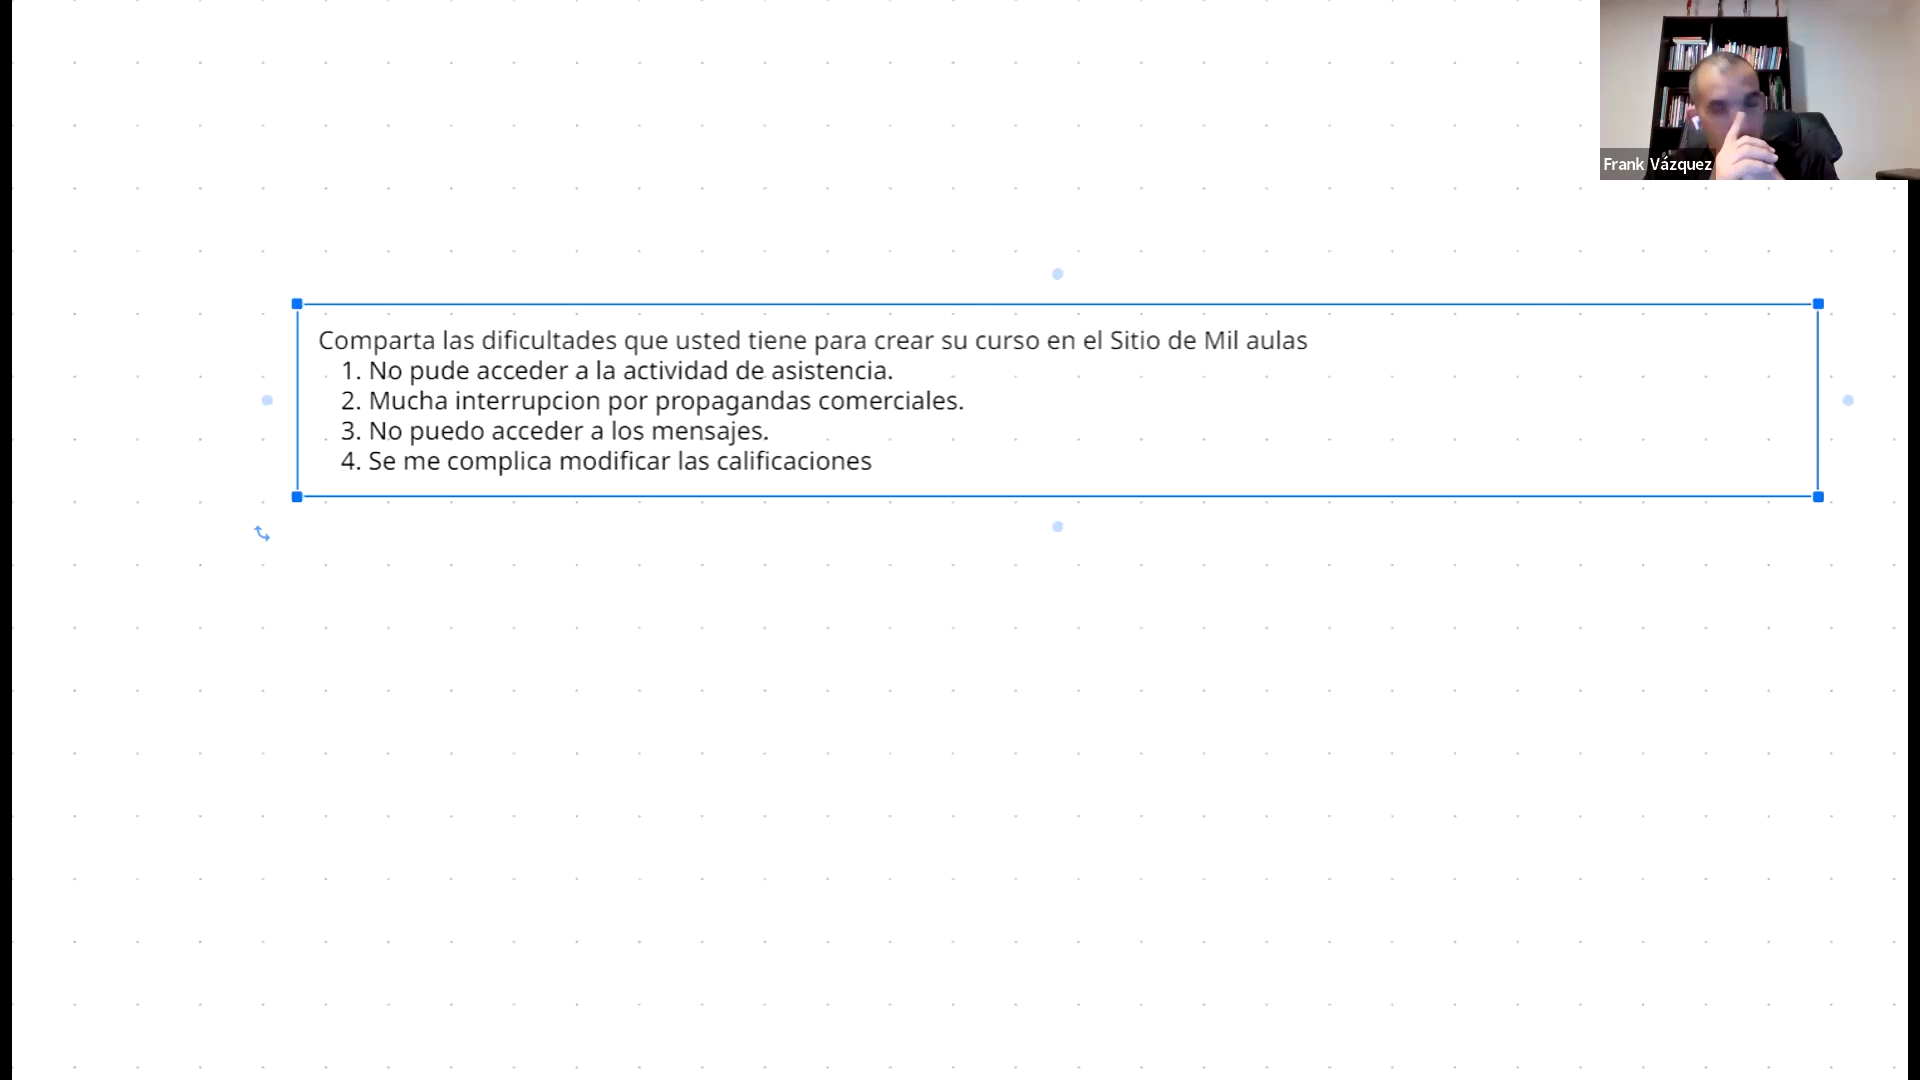 Frank Vázquez
Comparta las dificultades que usted tiene para crear su curso en el Sitio de Mil aulas
1. No pude acceder a la actividad de asistencia.
2. Mucha interrupcion por propagandas comerciales.
3. No puedo acceder a los mensajes.
4. Se me complica modificar las calificaciones